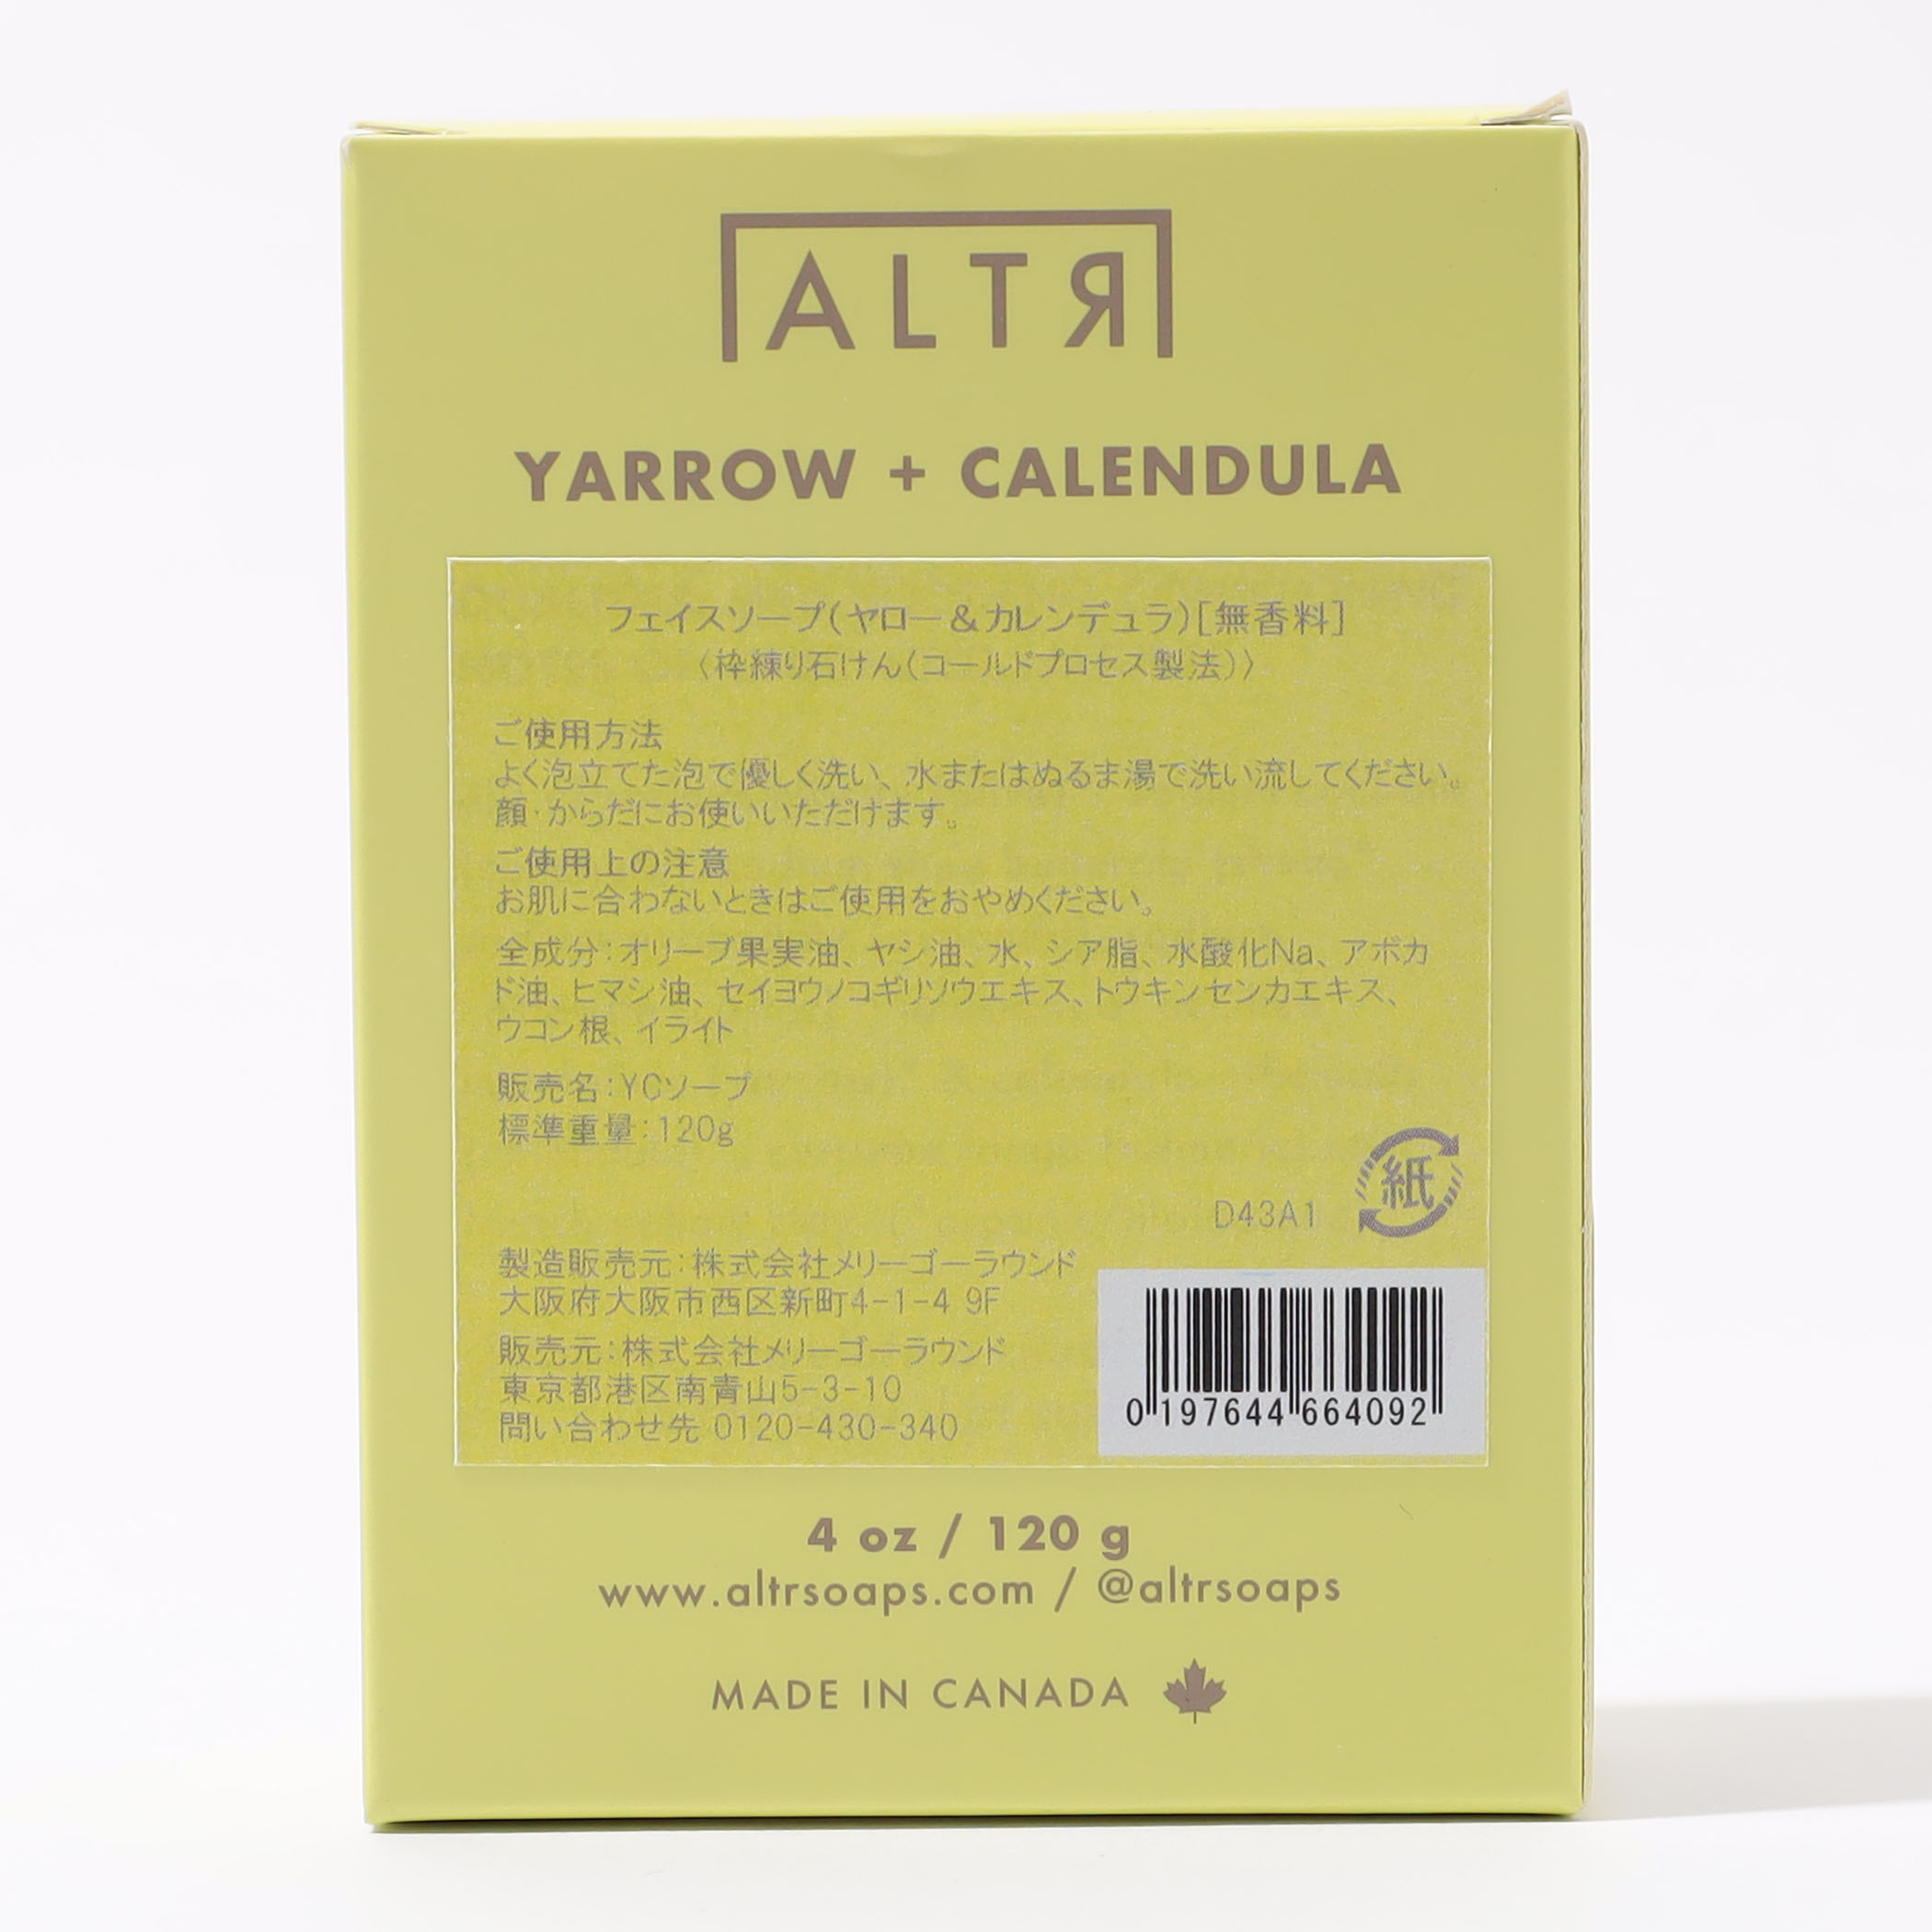 ALTR
YARROW + CALENDULA
フェイスソープ(ヤロー&カレンデュラ)[無香料]
〈枠練り石けん(コールドプロセス製法)〉
ご使用方法
よく泡立てた泡で優しく洗い、水またはぬるま湯で洗い流してください。
顔・からだにお使いいただけます。
ご使用上の注意
お肌に合わないときはご使用をおやめください。
全成分:オリーブ果実油、ヤシ油、水、シア脂、水酸化Na、アボカ
ド油、ヒマシ油、セイヨウノコギリソウエキス、トウキンセンカエキス、
ウコン根、イライト
販売名:YCソープ
標準重量:120g
紙
D43A1
製造販売元:株式会社メリーゴーラウンド
大阪府大阪市西区新町4-1-4 9F
販売元:株式会社メリーゴーラウンド
東京都港区南青山5-3-10
問い合わせ先 0120-430-340
0 197644 664092
4 oz / 120 g
www.altrsoaps.com / @altrsoaps
MADE IN CANADA